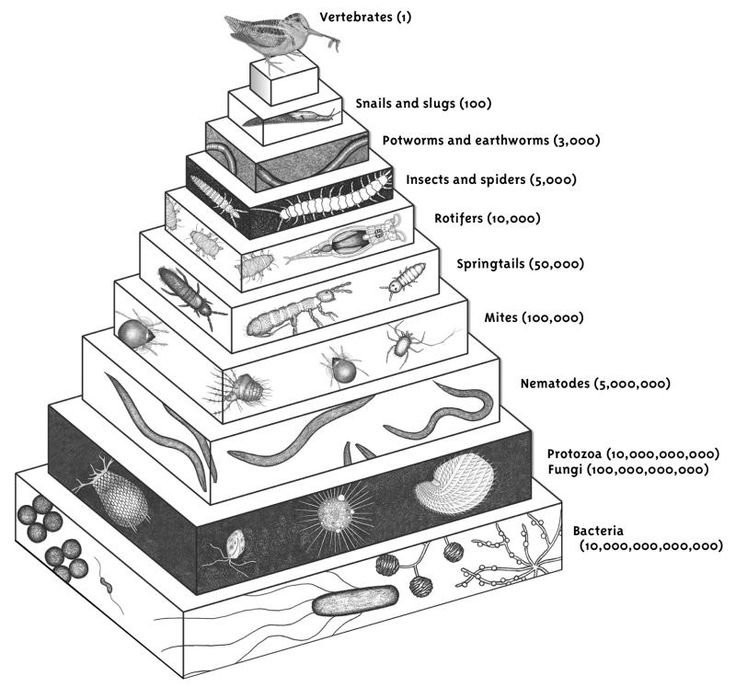 Vertebrates (1)
Snails and slugs (100)
Potworms and earthworms (3,000)
Insects and spiders (5,000)
Rotifers (10,000)
Springtails (50,000)
Mites (100,000)
Nematodes (5,000,000)
Protozoa (10,000,000,000)
Fungi (100,000,000,000)
Bacteria
(10,000,000,000,000)